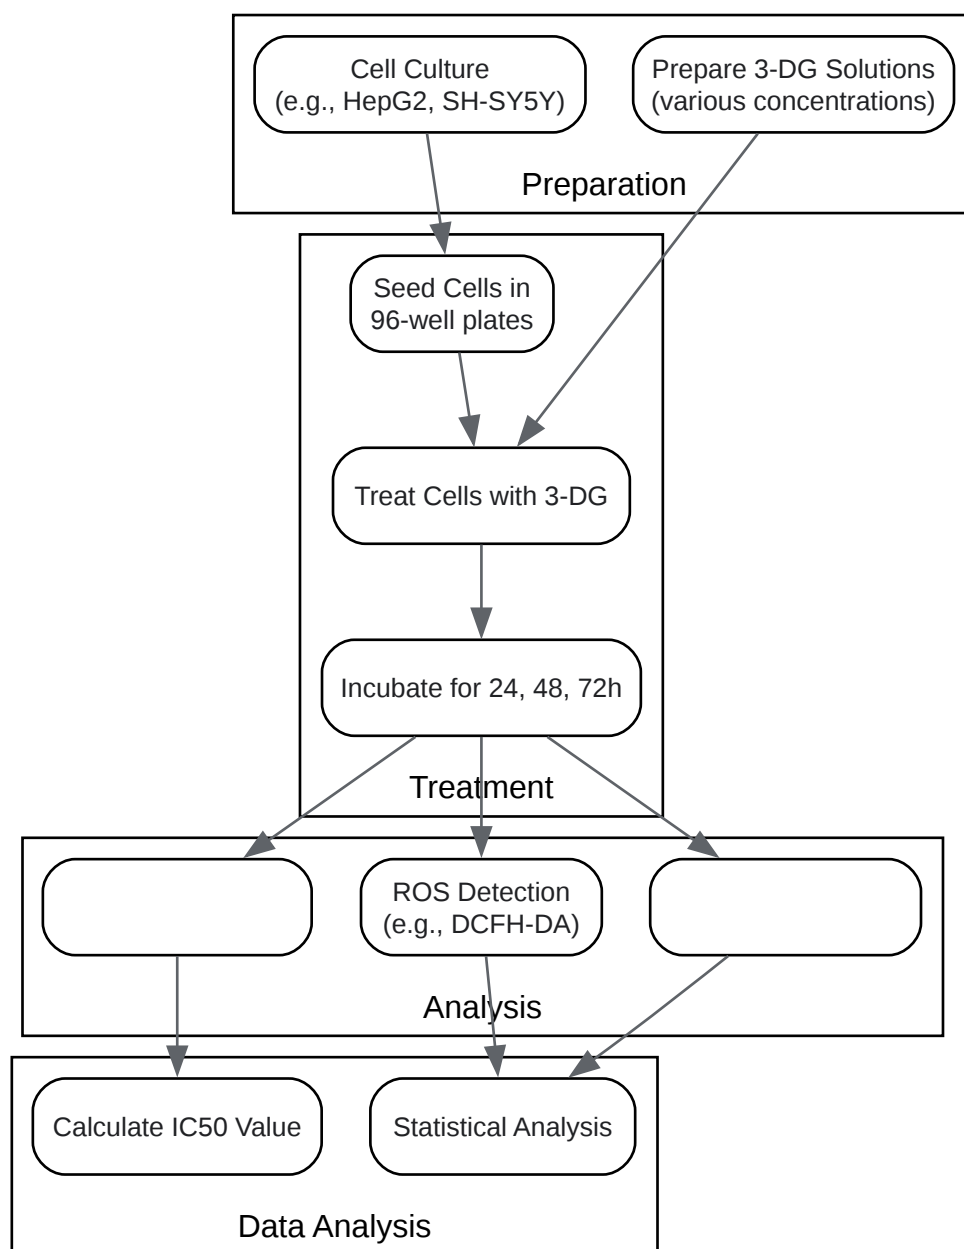 Cell Culture
(e.g., HepG2, SH-SY5Y)
Prepare 3-DG Solutions
(various concentrations)
Preparation
Seed Cells in
96-well plates
Treat Cells with 3-DG
Incubate for 24, 48, 72h
Treatment
ROS Detection
(e.g., DCFH-DA)
Analysis
Calculate IC50 Value
Statistical Analysis
Data Analysis